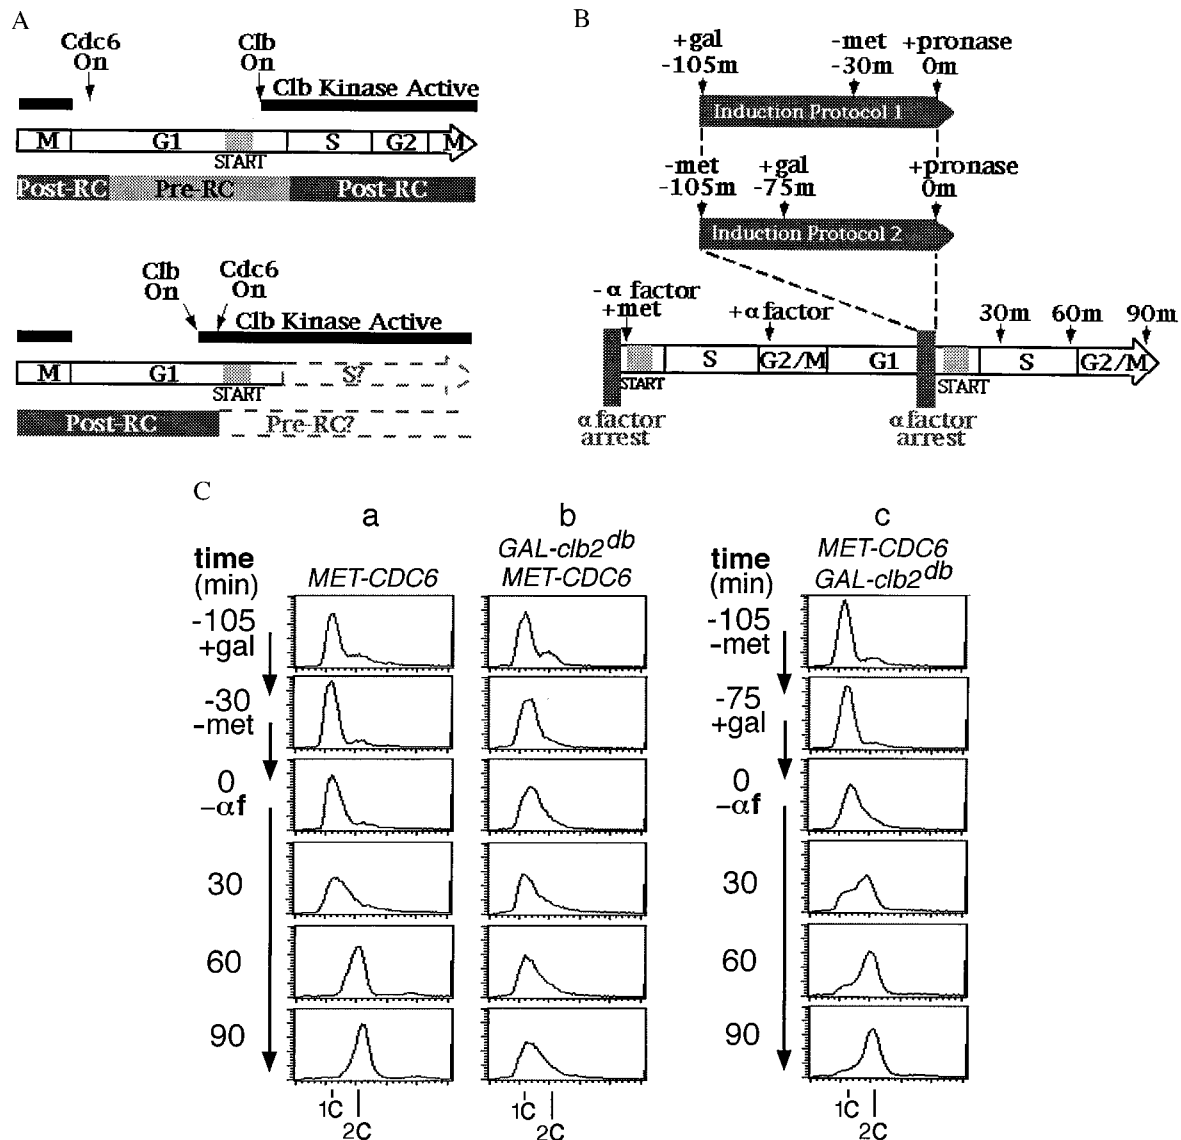 A
Cdc6
On
Clb
On
Clb Kinase Active
M
G1
S
G2
M
START
Post-RC
Pre-RC
Post-RC
Clb
On
Cdc6
On
Clb Kinase Active
M
G1
S?
START
Post-RC
Pre-RC?
B
+gal
-105m
-met
-30m
+pronase
0m
Induction Protocol 1
-met
-105m
+gal
-75m
+pronase
0m
Induction Protocol 2
- α factor
+met
+α factor
30m
60m
90m
S
G2/M
G1
S
G2/M
START
START
α factor
arrest
α factor
arrest
C
a
b
c
time
(min)
MET-CDC6
GAL-clb2db
MET-CDC6
time
(min)
MET-CDC6
GAL-clb2db
-105
+gal
-30
-met
0
-αf
30
60
90
-105
-met
-75
+gal
0
-αf
30
60
90
1C
2C
1C
2C
1C
2C